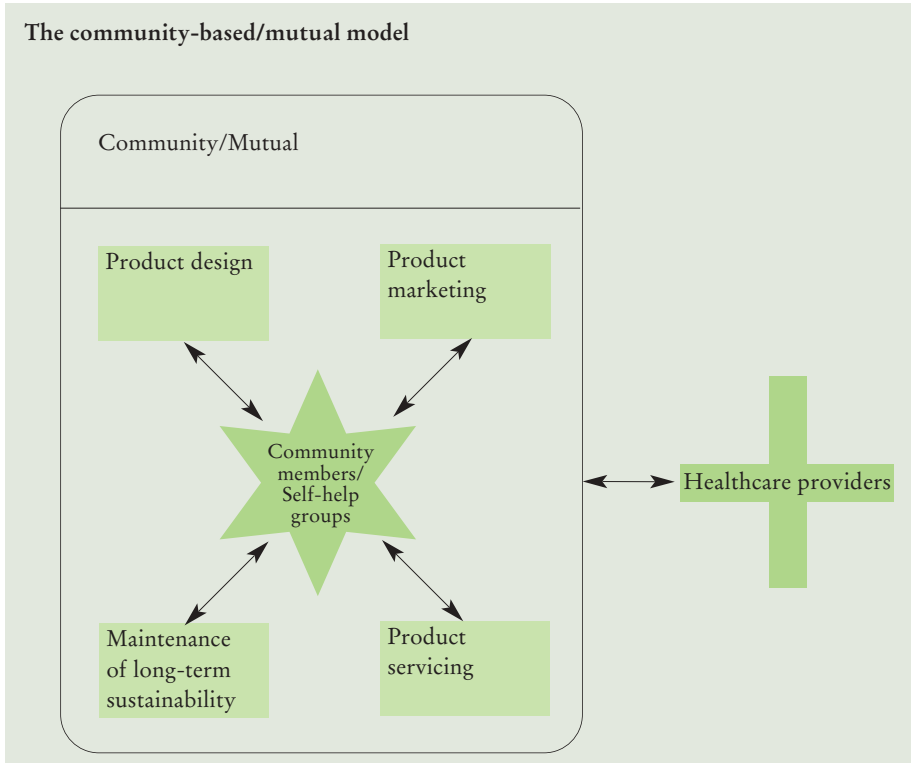 The community-based/mutual model
Community/Mutual
Product design
Product
marketing
Community
members/
Self-help
groups
Healthcare providers
Maintenance
of long-term
sustainability
Product
servicing